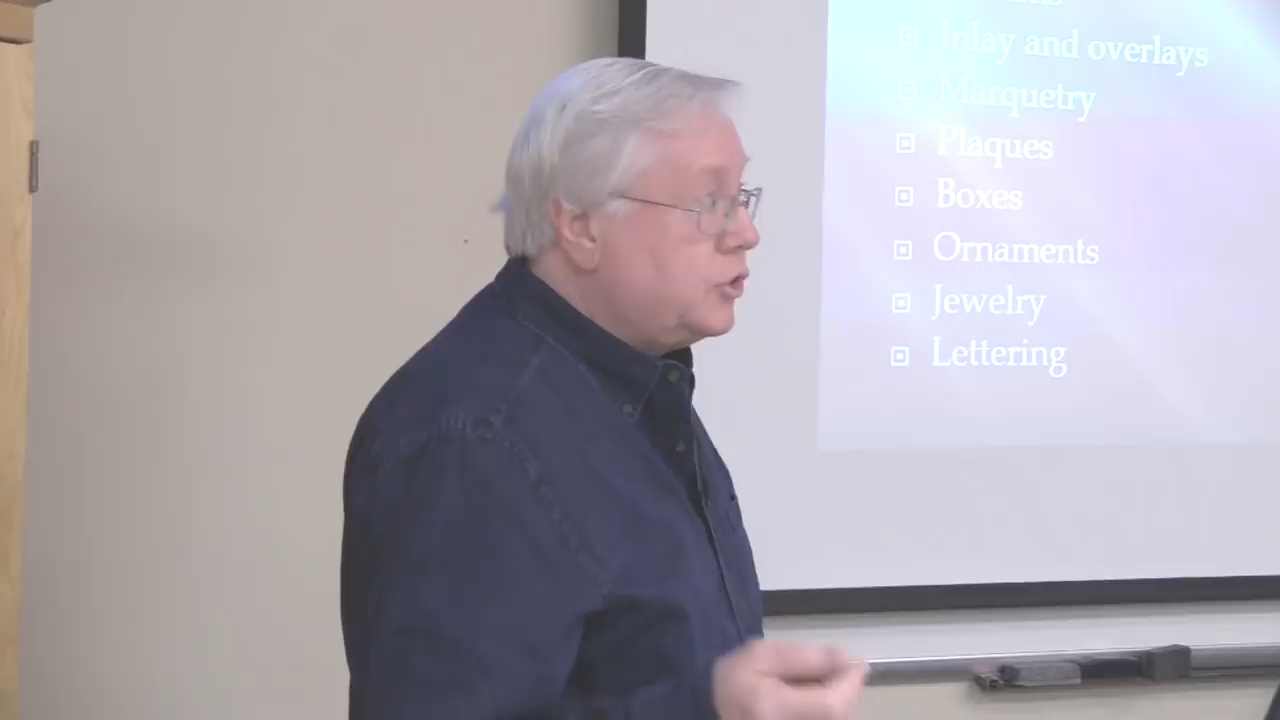 Inlay and overlays
Marquetry
Plaques
Boxes
Ornaments
Jewelry
Lettering